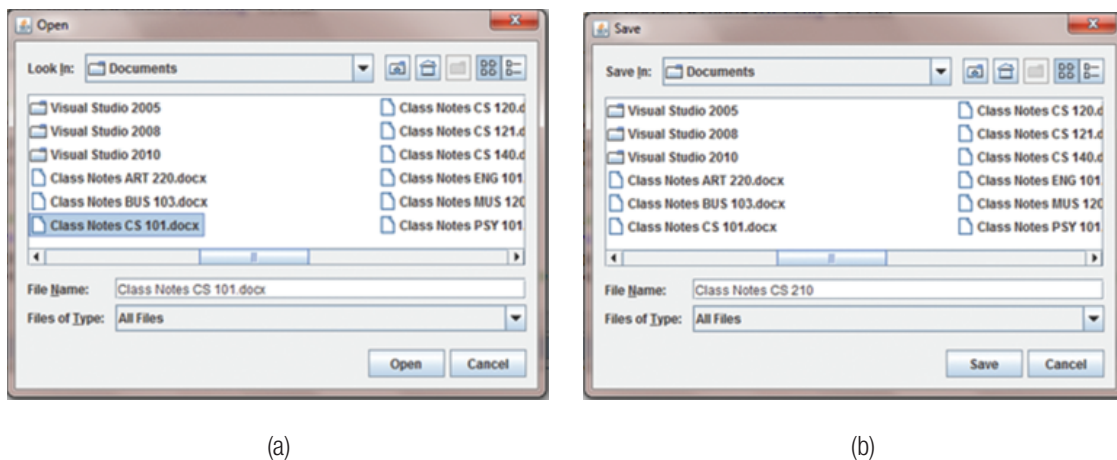 Open
Look In: Documents
Visual Studio 2005
Visual Studio 2008
Visual Studio 2010
Class Notes ART 220.docx
Class Notes BUS 103.docx
Class Notes CS 101.docx
Class Notes CS 120.d
Class Notes CS 121.d
Class Notes CS 140.d
Class Notes ENG 101
Class Notes MUS 120
Class Notes PSY 101
File Name: Class Notes CS 101.docx
Files of Type: All Files
Open Cancel
(a)
Save
Save In: Documents
Visual Studio 2005
Visual Studio 2008
Visual Studio 2010
Class Notes ART 220.docx
Class Notes BUS 103.docx
Class Notes CS 101.docx
Class Notes CS 120.d
Class Notes CS 121.d
Class Notes CS 140.d
Class Notes ENG 101
Class Notes MUS 120
Class Notes PSY 101
File Name: Class Notes CS 210
Files of Type: All Files
Save Cancel
(b)